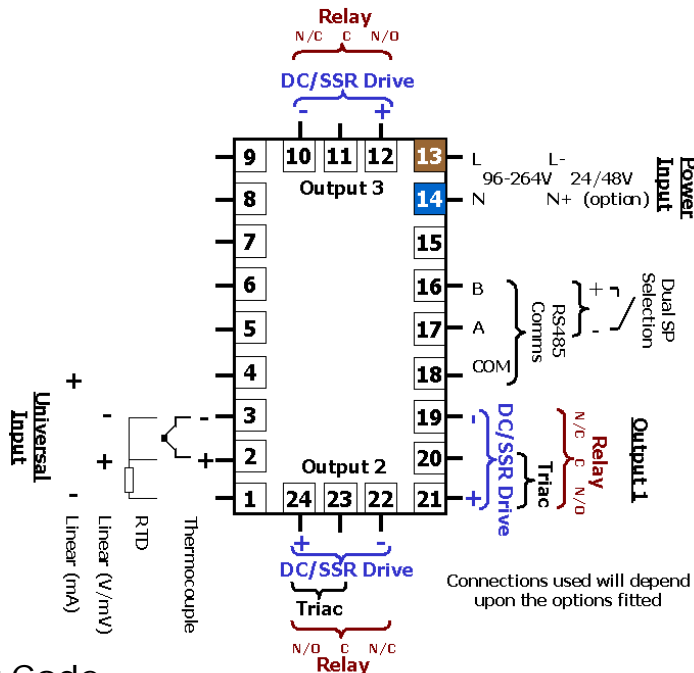 Relay
N/C C N/O
DC/SSR Drive
- +
9 10 11 12 13 L L-
Output 3
96-264V 24/48V
8 14 N N+ (option)
Power Input
7 15
6 16 B
5 17 A
4 18 COM
RS485 Comms
+ -
Dual SP Selection
3 19 -
2 20
1 21 +
Output 2
24 23 22
+ -
DC/SSR Drive
Triac
N/O C N/C
Relay
DC/SSR Drive
Triac
N/C C N/O
Relay
Output 1
Universal Input
+ -
Linear (mA)
- +
Linear (V/mV)
RTD
- +
Thermocouple
Connections used will depend
upon the options fitted